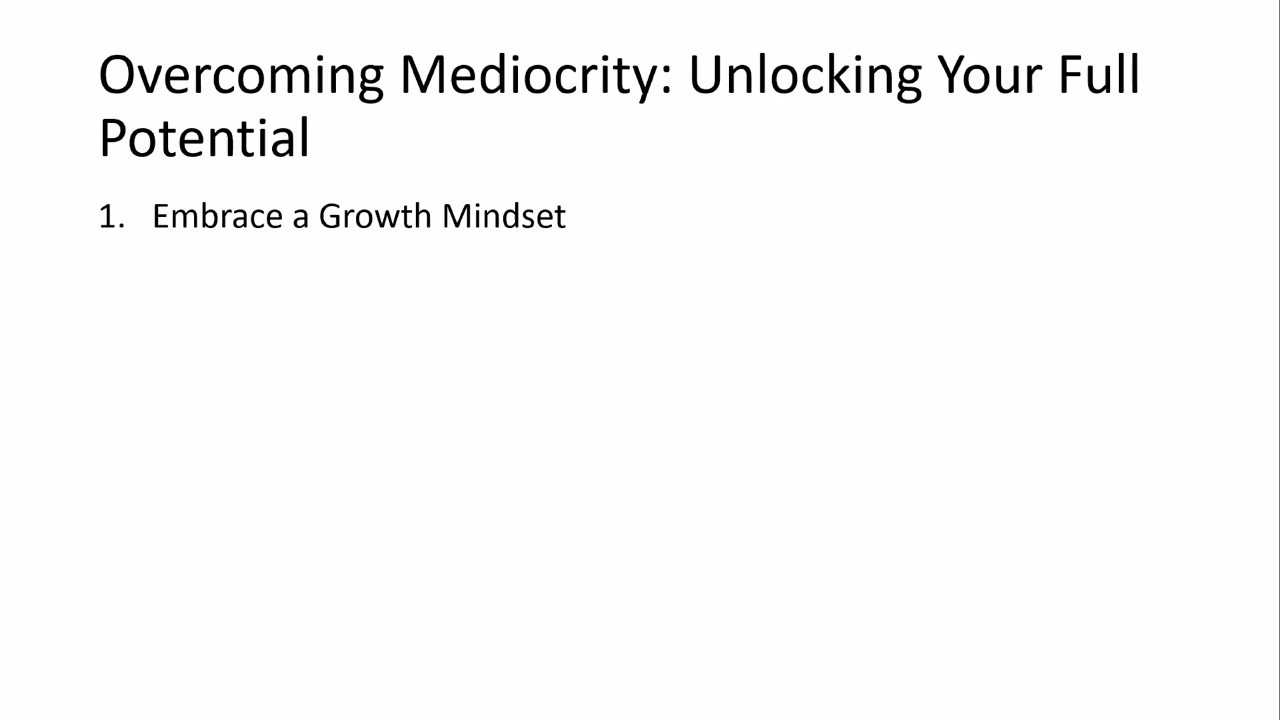 Overcoming Mediocrity: Unlocking Your Full
Potential
1. Embrace a Growth Mindset